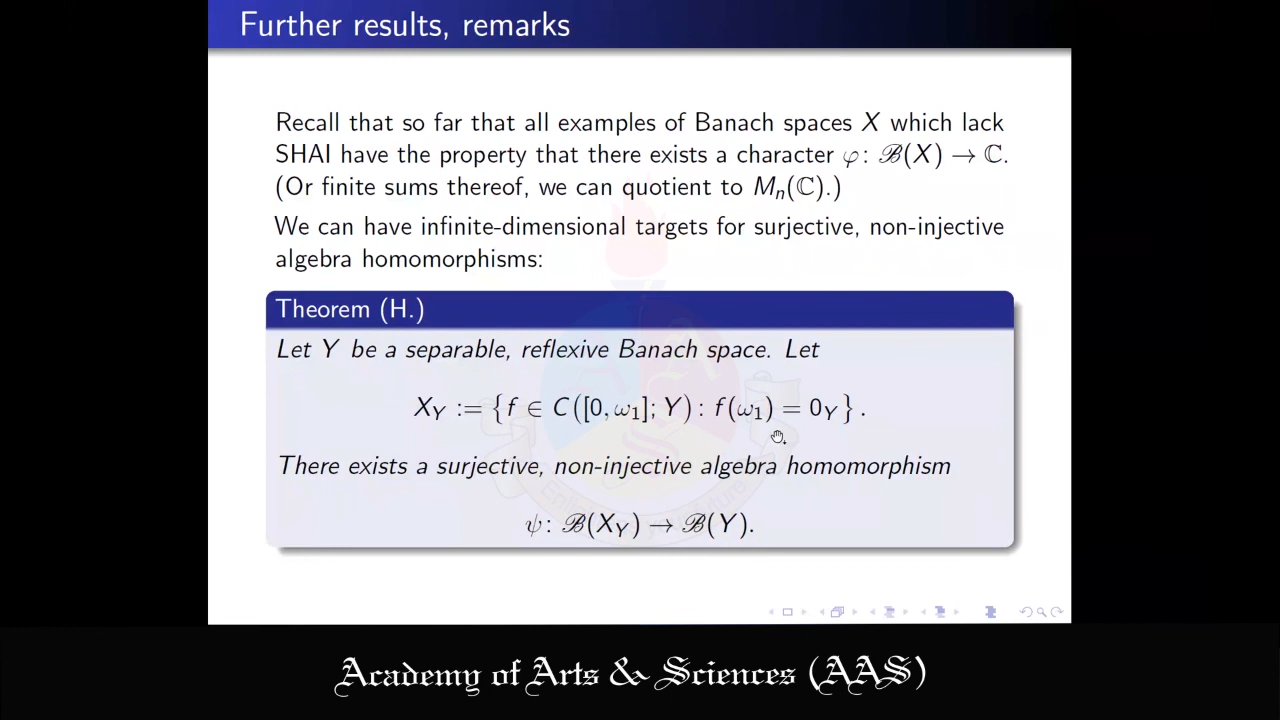 Further results, remarks
Recall that so far that all examples of Banach spaces X which lack
SHAI have the property that there exists a character φ: ℬ(X) → ℂ.
(Or finite sums thereof, we can quotient to Mₙ(ℂ).)
We can have infinite-dimensional targets for surjective, non-injective
algebra homomorphisms:
Theorem (H.)
Let Y be a separable, reflexive Banach space. Let
X_Y := {f ∈ C([0, ω₁]; Y) : f(ω₁) = 0_Y} .
There exists a surjective, non-injective algebra homomorphism
ψ: ℬ(X_Y) → ℬ(Y).
Academy of Arts & Sciences (AAS)